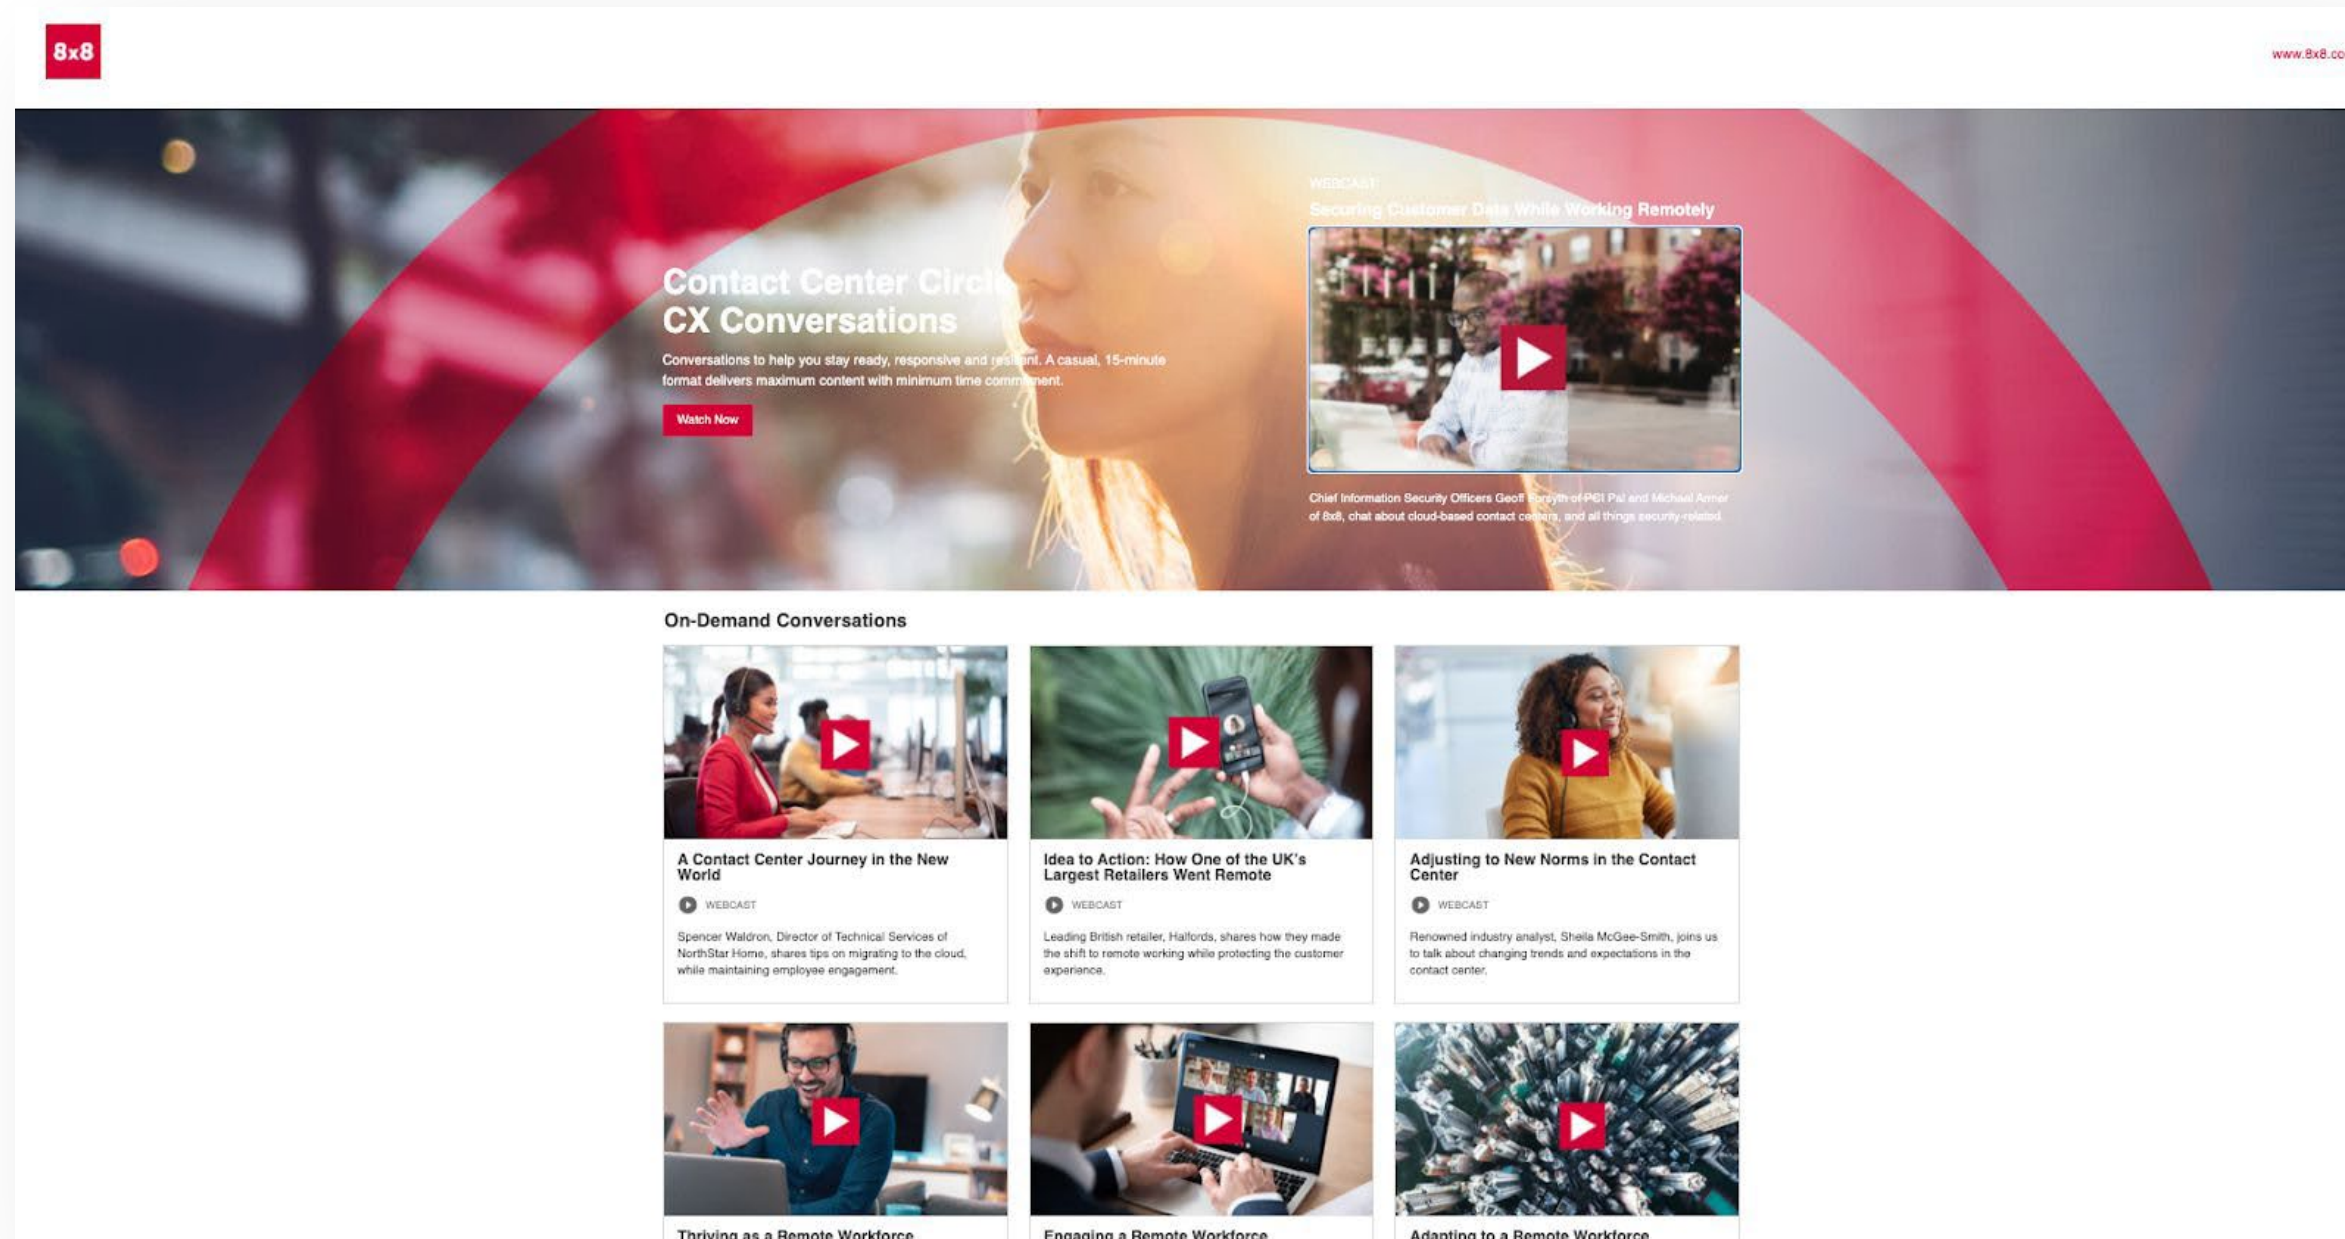 8x8
www.8x8.co
Contact Center Circle
CX Conversations
Conversations to help you stay ready, responsive and resilient. A casual, 15-minute
format delivers maximum content with minimum time commitment.
Watch Now
WEBCAST:
Securing Customer Data While Working Remotely
Chief Information Security Officers Geoff Forsyth of PCI Pal and Michael Armer
of 8x8, chat about cloud-based contact centers, and all things security-related.
On-Demand Conversations
A Contact Center Journey in the New
World
WEBCAST
Spencer Waldron, Director of Technical Services of
NorthStar Home, shares tips on migrating to the cloud,
while maintaining employee engagement.
Idea to Action: How One of the UK's
Largest Retailers Went Remote
WEBCAST
Leading British retailer, Halfords, shares how they made
the shift to remote working while protecting the customer
experience.
Adjusting to New Norms in the Contact
Center
WEBCAST
Renowned industry analyst, Sheila McGee-Smith, joins us
to talk about changing trends and expectations in the
contact center.
Thriving as a Remote Workforce
Engaging a Remote Workforce
Adapting to a Remote Workforce